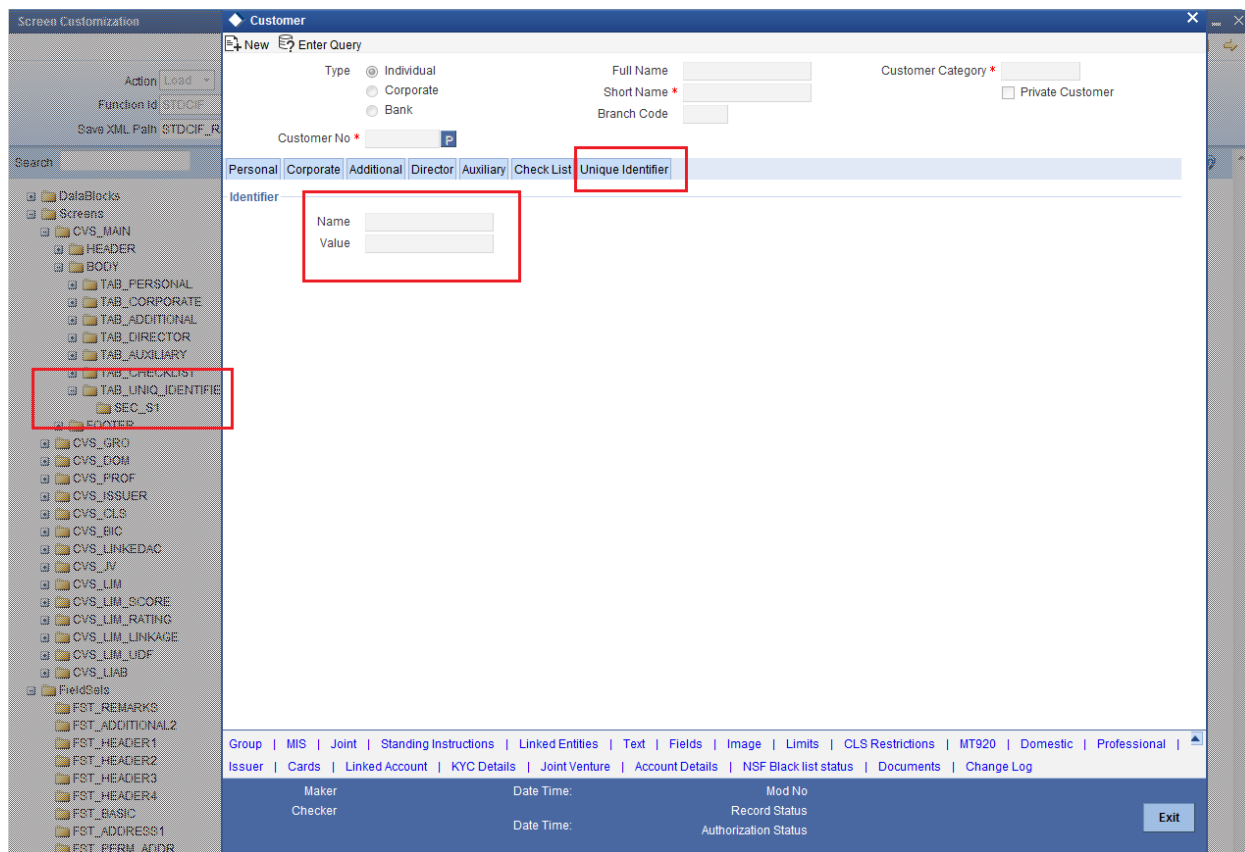 Screen Customization
Customer
New Enter Query
Action Load
Function Id STDCIF
Save XML Path STDCIF_R
Search
Type Individual
Corporate
Bank
Full Name
Short Name *
Branch Code
Customer Category *
Private Customer
Customer No * P
Personal Corporate Additional Director Auxiliary Check List Unique Identifier
Identifier
Name
Value
DataBlocks
Screens
CVS_MAIN
HEADER
BODY
TAB_PERSONAL
TAB_CORPORATE
TAB_ADDITIONAL
TAB_DIRECTOR
TAB_AUXILIARY
TAB_CHECKLIST
TAB_UNIQ_IDENTIFIE
SEC_S1
FOOTER
CVS_GRO
CVS_DOM
CVS_PROF
CVS_ISSUER
CVS_CLS
CVS_BIC
CVS_LINKEDAC
CVS_JV
CVS_LIM
CVS_LIM_SCORE
CVS_LIM_RATING
CVS_LIM_LINKAGE
CVS_LIM_UDF
CVS_LIAB
FieldSets
FST_REMARKS
FST_ADDITIONAL2
FST_HEADER1
FST_HEADER2
FST_HEADER3
FST_HEADER4
FST_BASIC
FST_ADDRESS1
FST_PERM_ADDR
Group | MIS | Joint | Standing Instructions | Linked Entities | Text | Fields | Image | Limits | CLS Restrictions | MT920 | Domestic | Professional |
Issuer | Cards | Linked Account | KYC Details | Joint Venture | Account Details | NSF Black list status | Documents | Change Log
Maker Date Time: Mod No
Checker Record Status
Date Time: Authorization Status
Exit